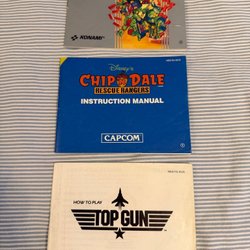 KONAMI
Disney's
CHIP DALE
RESCUE RANGERS
INSTRUCTION MANUAL
CAPCOM
HOW TO PLAY
TOP GUN